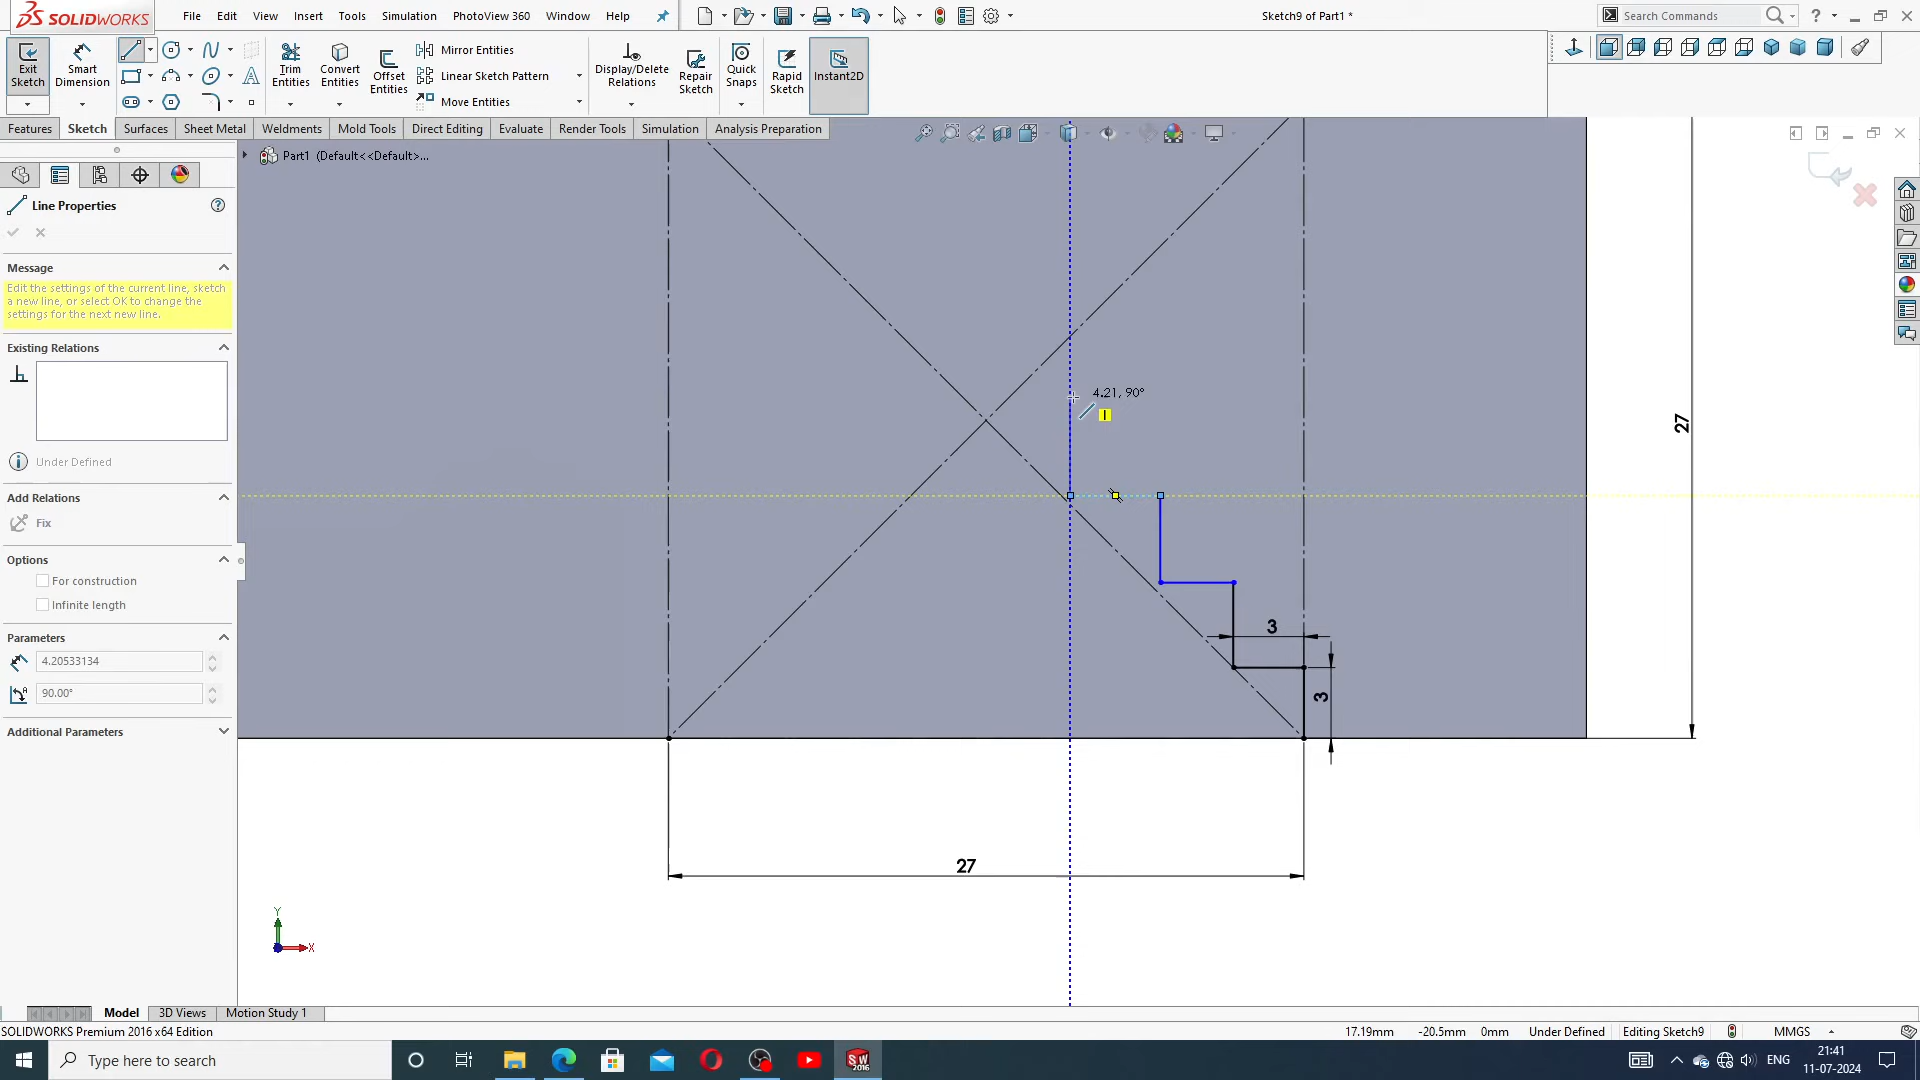 SOLIDWORKS
File Edit View Insert Tools Simulation PhotoView 360 Window Help
Sketch9 of Part1 *
Search Commands
Exit Sketch
Smart Dimension
Trim Entities
Convert Entities
Offset Entities
Mirror Entities
Linear Sketch Pattern
Move Entities
Display/Delete Relations
Repair Sketch
Quick Snaps
Rapid Sketch
Instant2D
Features Sketch Surfaces Sheet Metal Weldments Mold Tools Direct Editing Evaluate Render Tools Simulation Analysis Preparation
Part1 (Default<<Default>...
Line Properties
Message
Edit the settings of the current line, sketch
a new line, or select OK to change the
settings for the next new line.
Existing Relations
Under Defined
Add Relations
Fix
Options
For construction
Infinite length
Parameters
4.20533134
90.00°
Additional Parameters
4.21, 90°
27
3
3
27
Y
X
Model 3D Views Motion Study 1
SOLIDWORKS Premium 2016 x64 Edition
17.19mm -20.5mm 0mm Under Defined Editing Sketch9 MMGS
Type here to search
SW
2016
ENG
21:41
11-07-2024